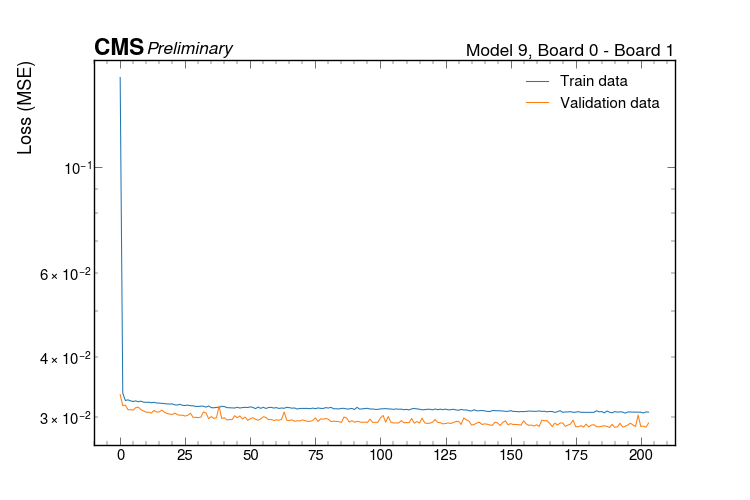 CMS Preliminary
Model 9, Board 0 - Board 1
Loss (MSE)
Train data
Validation data
10⁻¹
6 × 10⁻²
4 × 10⁻²
3 × 10⁻²
0 25 50 75 100 125 150 175 200